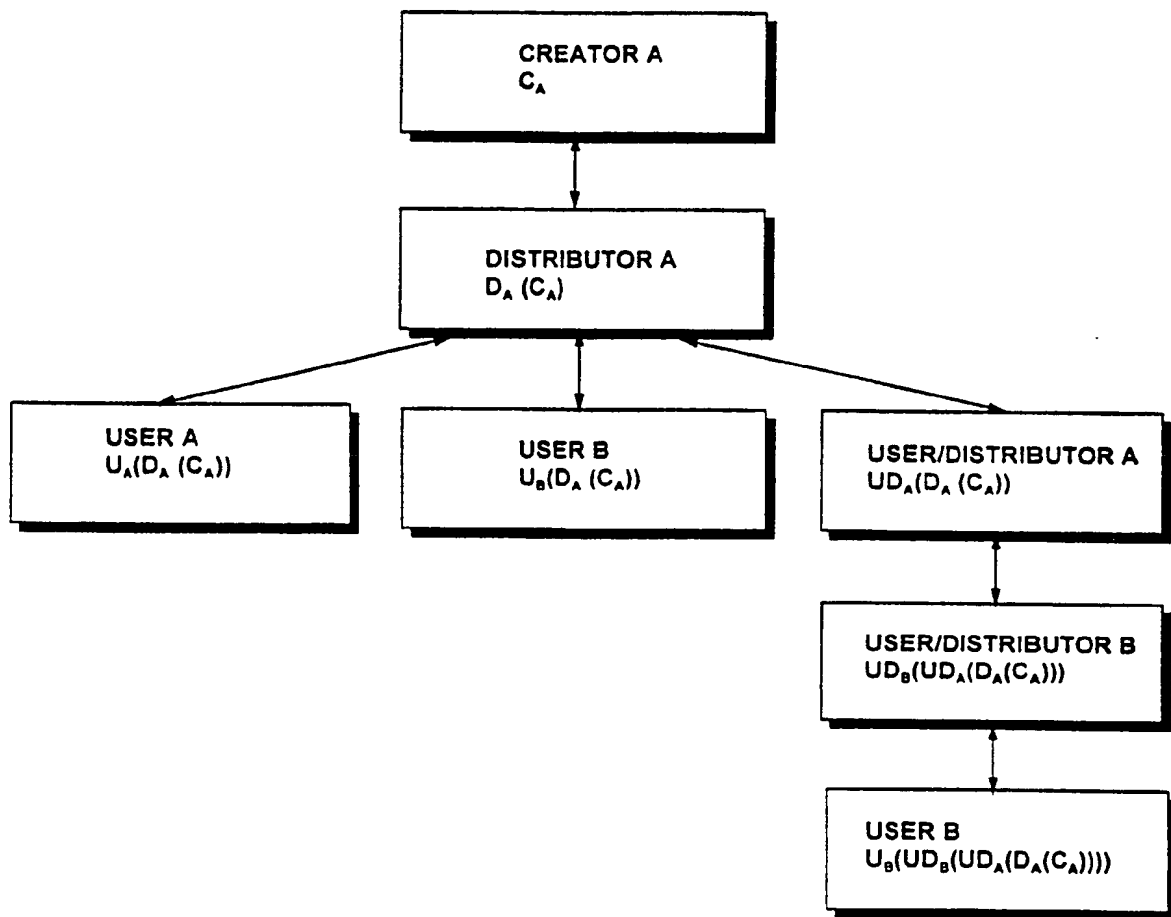 CREATOR A
C_A
DISTRIBUTOR A
D_A (C_A)
USER A
U_A(D_A (C_A))
USER B
U_B(D_A (C_A))
USER/DISTRIBUTOR A
UD_A(D_A (C_A))
USER/DISTRIBUTOR B
UD_B(UD_A(D_A(C_A)))
USER B
U_B(UD_B(UD_A(D_A(C_A))))